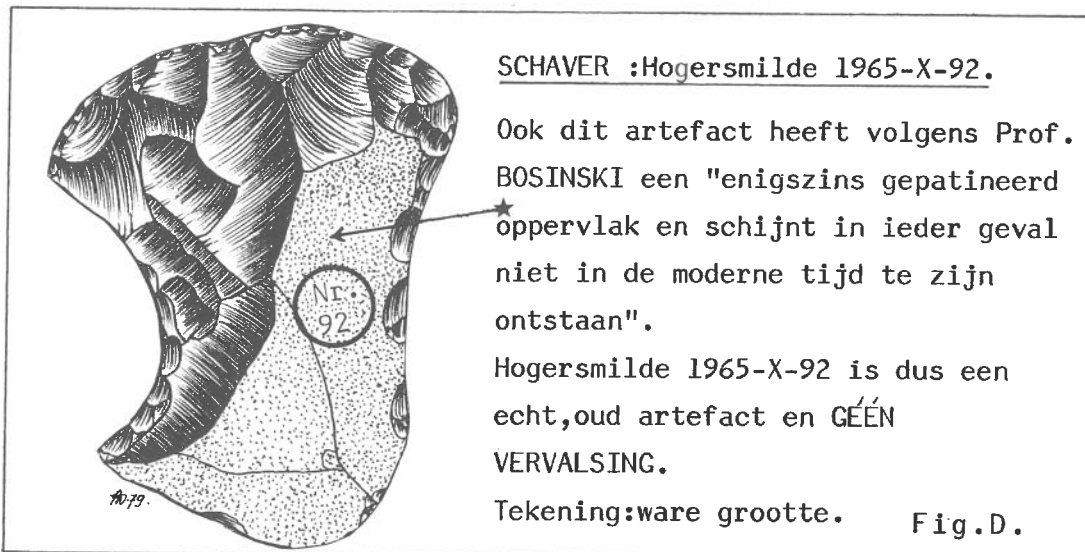 SCHAVER :Hogersmilde 1965-X-92.
Ook dit artefact heeft volgens Prof.
BOSINSKI een "enigszins gepatineerd
oppervlak en schijnt in ieder geval
niet in de moderne tijd te zijn
ontstaan".
Hogersmilde 1965-X-92 is dus een
echt,oud artefact en GÉÉN
VERVALSING.
Tekening:ware grootte.
Fig.D.
Nr.
92